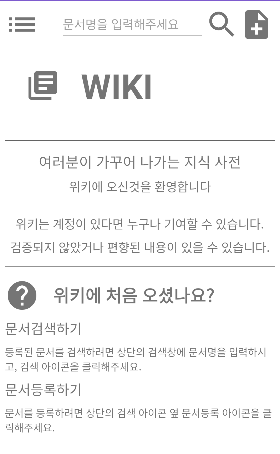 문서명을 입력해주세요
WIKI
여러분이 가꾸어 나가는 지식 사전
위키에 오신것을 환영합니다
위키는 계정이 있다면 누구나 기여할 수 있습니다.
검증되지 않았거나 편향된 내용이 있을 수 있습니다.
위키에 처음 오셨나요?
문서검색하기
등록된 문서를 검색하려면 상단의 검색창에 문서명을 입력하시
고, 검색 아이콘을 클릭해주세요.
문서등록하기
문서를 등록하려면 상단의 검색 아이콘 옆 문서등록 아이콘을 클
릭해주세요.